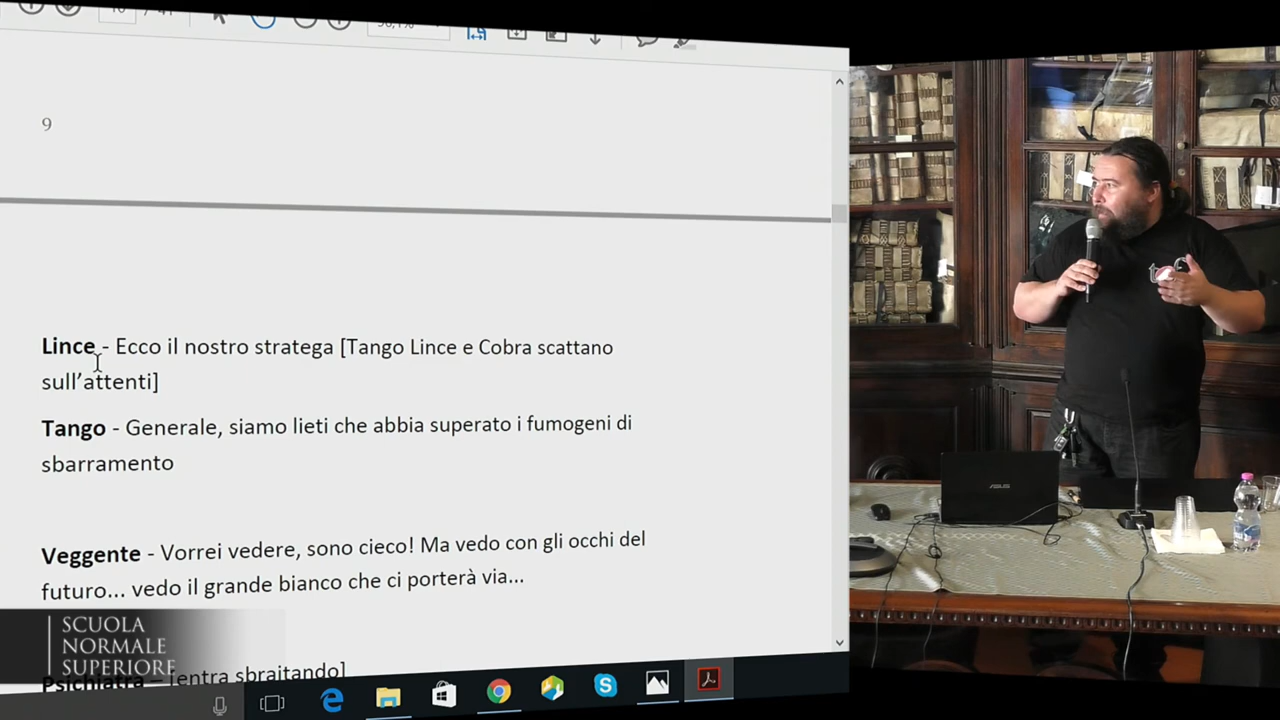 9
Lince - Ecco il nostro stratega [Tango Lince e Cobra scattano
sull'attenti]
Tango - Generale, siamo lieti che abbia superato i fumogeni di
sbarramento
Veggente - Vorrei vedere, sono cieco! Ma vedo con gli occhi del
futuro... vedo il grande bianco che ci porterà via...
Psichiatra – [entra sbraitando]
SCUOLA
NORMALE
SUPERIORE
ASUS